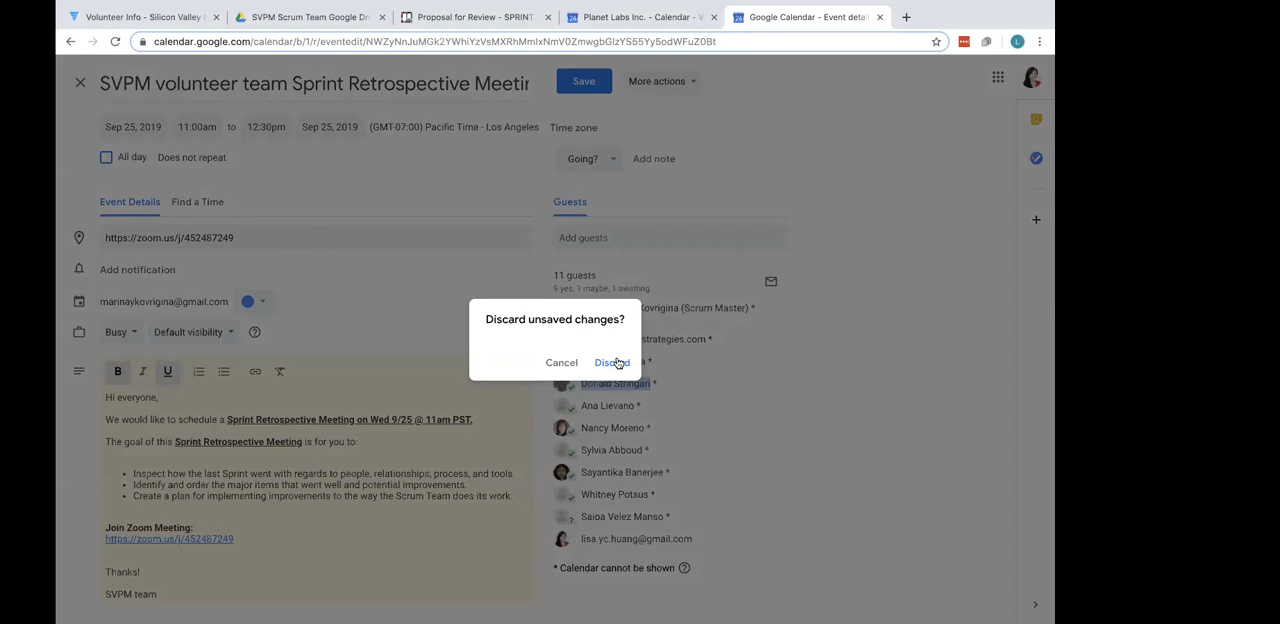 Volunteer Info - Silicon Valley
SVPM Scrum Team Google Dr
Proposal for Review - SPRINT
Planet Labs Inc. - Calendar - W
Google Calendar - Event detai
calendar.google.com/calendar/b/1/r/eventedit/NWZyNnJuMGk2YWhiYzVsMXRhMmIxNmV0ZmwgbGlzYS55Yy5odWFuZ0Bt
SVPM volunteer team Sprint Retrospective Meetin
Save
More actions
Sep 25, 2019 11:00am to 12:30pm Sep 25, 2019 (GMT-07:00) Pacific Time - Los Angeles Time zone
All day Does not repeat
Going?
Add note
Event Details Find a Time
Guests
https://zoom.us/j/452487249
Add guests
Add notification
11 guests
9 yes, 1 maybe, 1 awaiting
marinaykovrigina@gmail.com
Kovrigina (Scrum Master) *
Busy Default visibility
strategies.com *
Discard unsaved changes?
Cancel Discard
a *
Donald Stringari *
Ana Lievano *
Nancy Moreno *
Sylvia Abboud *
Sayantika Banerjee *
Whitney Potsus *
Saioa Velez Manso *
lisa.yc.huang@gmail.com
* Calendar cannot be shown
B I U
Hi everyone,
We would like to schedule a Sprint Retrospective Meeting on Wed 9/25 @ 11am PST.
The goal of this Sprint Retrospective Meeting is for you to:
Inspect how the last Sprint went with regards to people, relationships, process, and tools.
Identify and order the major items that went well and potential improvements.
Create a plan for implementing improvements to the way the Scrum Team does its work.
Join Zoom Meeting:
https://zoom.us/j/452487249
Thanks!
SVPM team